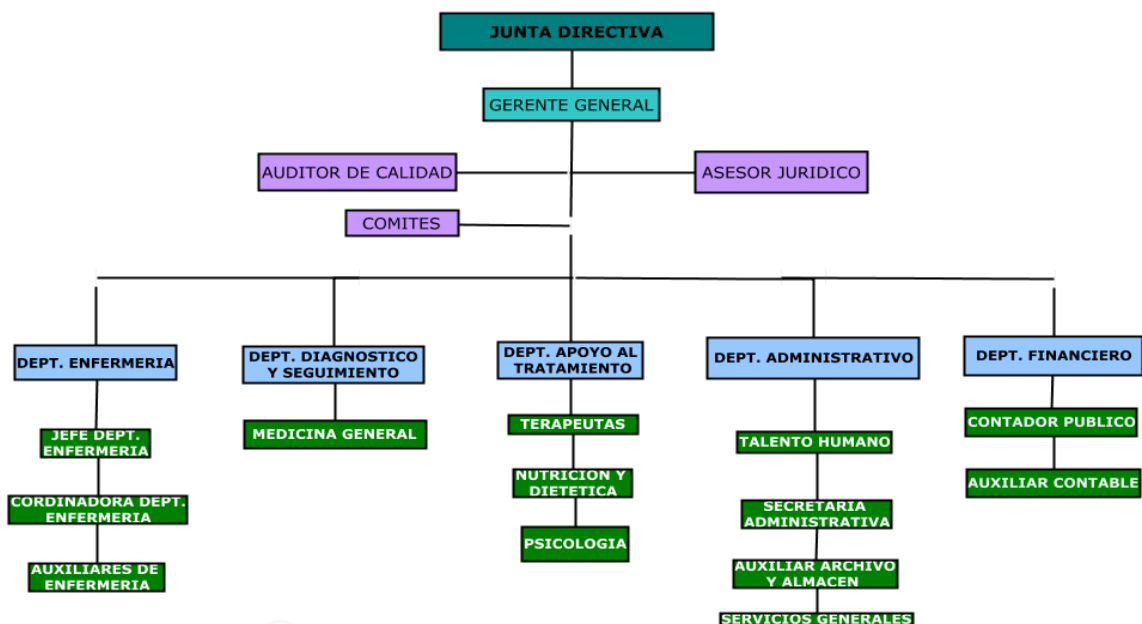 JUNTA DIRECTIVA
GERENTE GENERAL
AUDITOR DE CALIDAD
ASESOR JURIDICO
COMITES
DEPT. ENFERMERIA
DEPT. DIAGNOSTICO
Y SEGUIMIENTO
DEPT. APOYO AL
TRATAMIENTO
DEPT. ADMINISTRATIVO
DEPT. FINANCIERO
JEFE DEPT.
ENFERMERIA
CORDINADORA DEPT.
ENFERMERIA
AUXILIARES DE
ENFERMERIA
MEDICINA GENERAL
TERAPEUTAS
NUTRICION Y
DIETETICA
PSICOLOGIA
TALENTO HUMANO
SECRETARIA
ADMINISTRATIVA
AUXILIAR ARCHIVO
Y ALMACEN
SERVICIOS GENERALES
CONTADOR PUBLICO
AUXILIAR CONTABLE